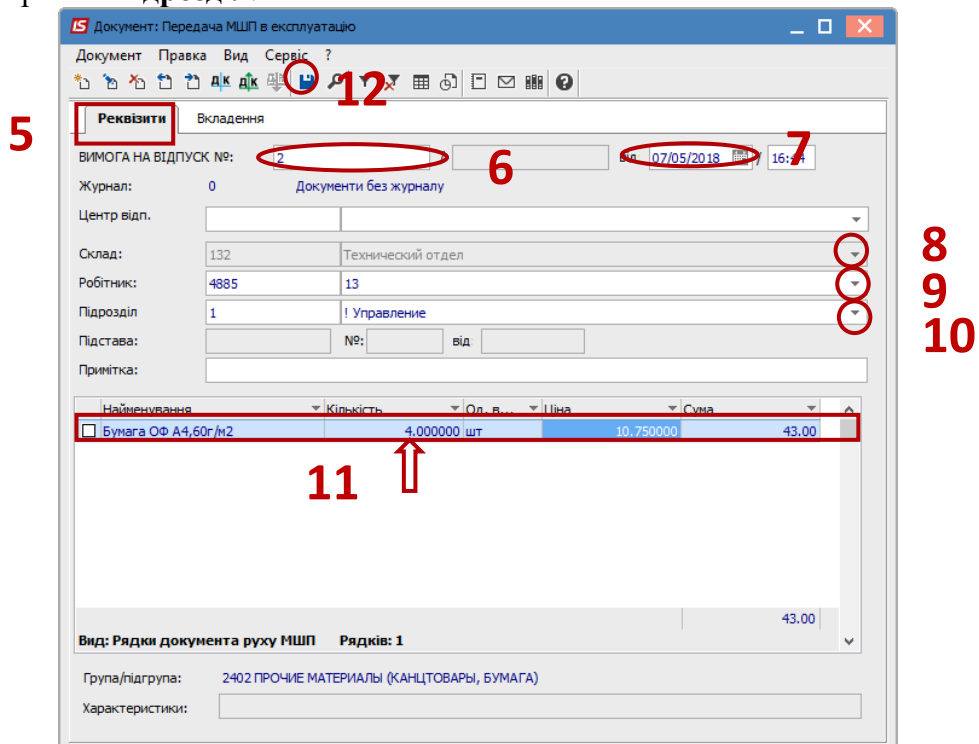 Документ: Передача МШП в експлуатацію
Документ Правка Вид Сервіс ?
12
5
Реквізити Вкладення
ВИМОГА НА ВІДПУСК №: 2 / 6 від 07/05/2018 / 7
Журнал: 0 Документи без журналу
Центр відп.
Склад: 132 Технический отдел 8
Робітник: 4885 13 9
Підрозділ 1 ! Управление 10
Підстава: №: від:
Примітка:
Найменування Кількість Од. в... Ціна Сума
Бумага ОФ А4,60г/м2 4.000000 шт 10.750000 43.00
11
43.00
Вид: Рядки документа руху МШП Рядків: 1
Група/підгрупа: 2402 ПРОЧИЕ МАТЕРИАЛЫ (КАНЦТОВАРЫ, БУМАГА)
Характеристики: